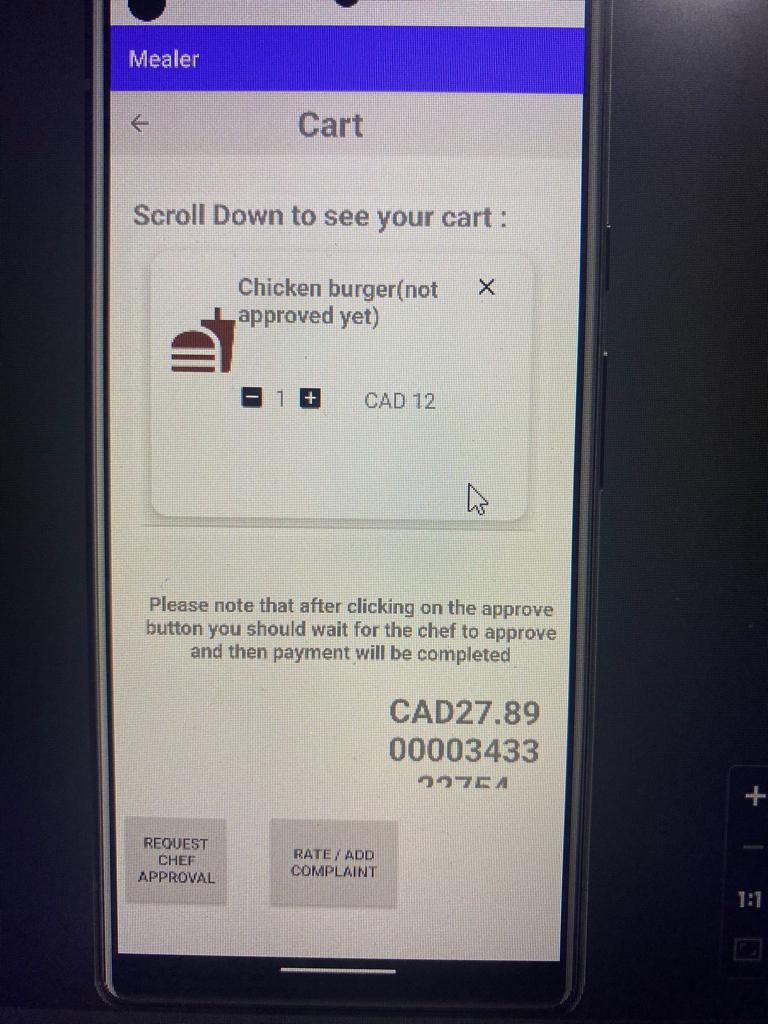 Mealer
Cart
Scroll Down to see your cart :
Chicken burger(not
approved yet)
1
CAD 12
Please note that after clicking on the approve
button you should wait for the chef to approve
and then payment will be completed
CAD27.89
00003433
REQUEST
CHEF
APPROVAL
RATE / ADD
COMPLAINT
1:1